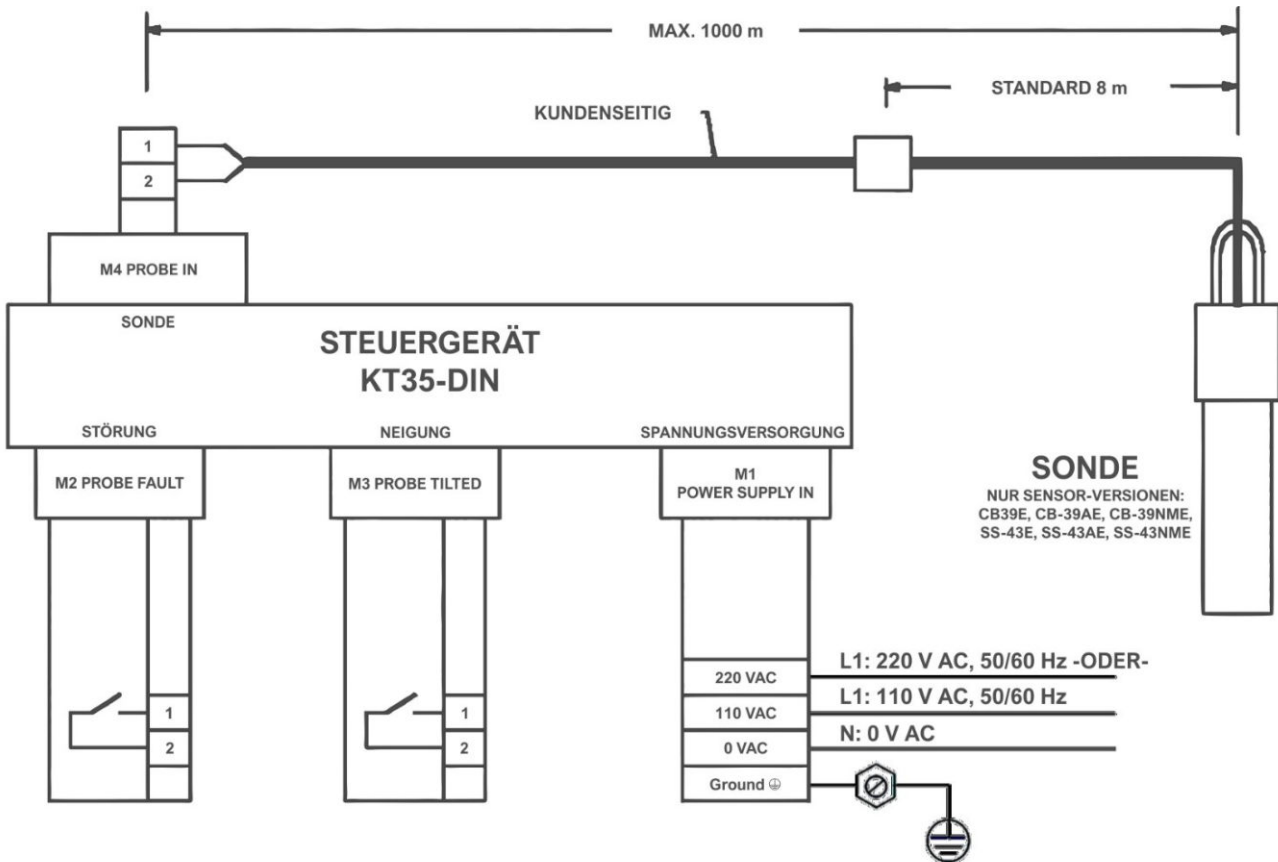 MAX. 1000 m
STANDARD 8 m
KUNDENSEITIG
1
2
M4 PROBE IN
SONDE
STEUERGERÄT
KT35-DIN
STÖRUNG
NEIGUNG
SPANNUNGSVERSORGUNG
M2 PROBE FAULT
M3 PROBE TILTED
M1
POWER SUPPLY IN
SONDE
NUR SENSOR-VERSIONEN:
CB39E, CB-39AE, CB-39NME,
SS-43E, SS-43AE, SS-43NME
1
2
1
2
220 VAC
L1: 220 V AC, 50/60 Hz -ODER-
110 VAC
L1: 110 V AC, 50/60 Hz
0 VAC
N: 0 V AC
Ground ⏚